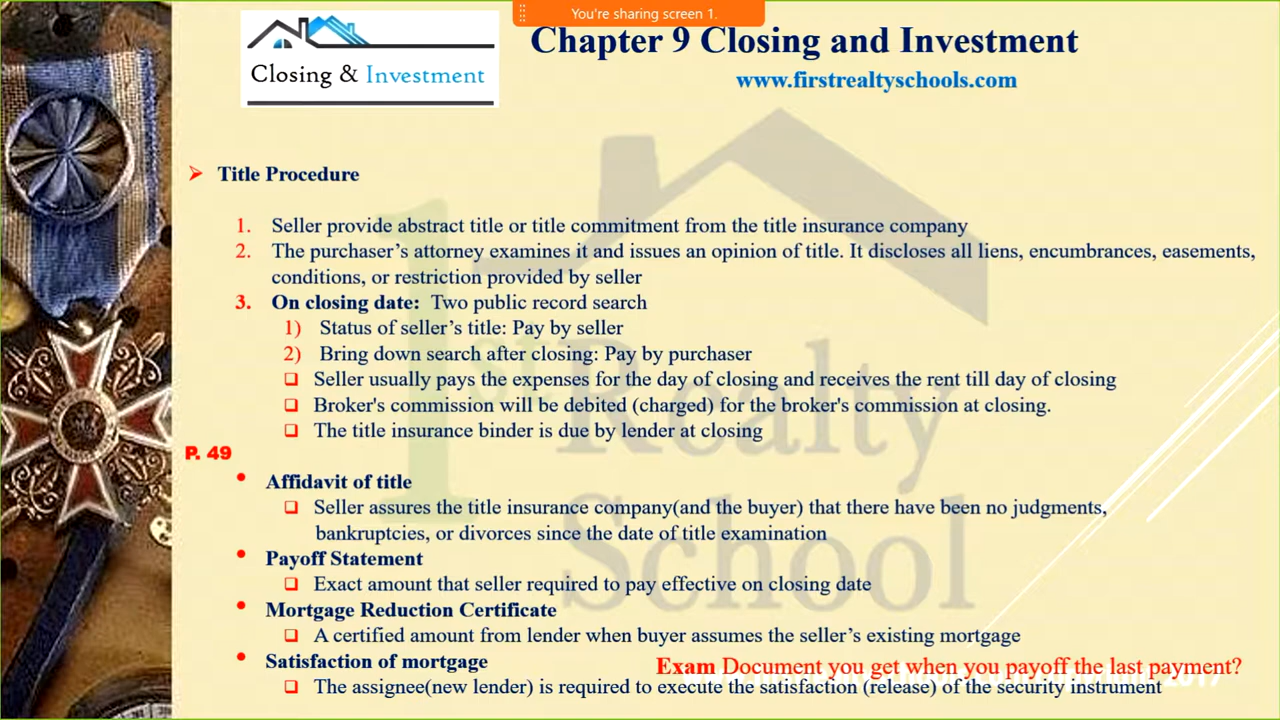 You're sharing screen 1.
Closing & Investment
Chapter 9 Closing and Investment
www.firstrealtyschools.com
➢ Title Procedure
1. Seller provide abstract title or title commitment from the title insurance company
2. The purchaser’s attorney examines it and issues an opinion of title. It discloses all liens, encumbrances, easements,
conditions, or restriction provided by seller
3. On closing date: Two public record search
1) Status of seller’s title: Pay by seller
2) Bring down search after closing: Pay by purchaser
❑ Seller usually pays the expenses for the day of closing and receives the rent till day of closing
❑ Broker's commission will be debited (charged) for the broker's commission at closing.
❑ The title insurance binder is due by lender at closing
P. 49
• Affidavit of title
❑ Seller assures the title insurance company(and the buyer) that there have been no judgments,
bankruptcies, or divorces since the date of title examination
• Payoff Statement
❑ Exact amount that seller required to pay effective on closing date
• Mortgage Reduction Certificate
❑ A certified amount from lender when buyer assumes the seller’s existing mortgage
• Satisfaction of mortgage
Exam Document you get when you payoff the last payment?
❑ The assignee(new lender) is required to execute the satisfaction (release) of the security instrument
2017
1st Realty
School